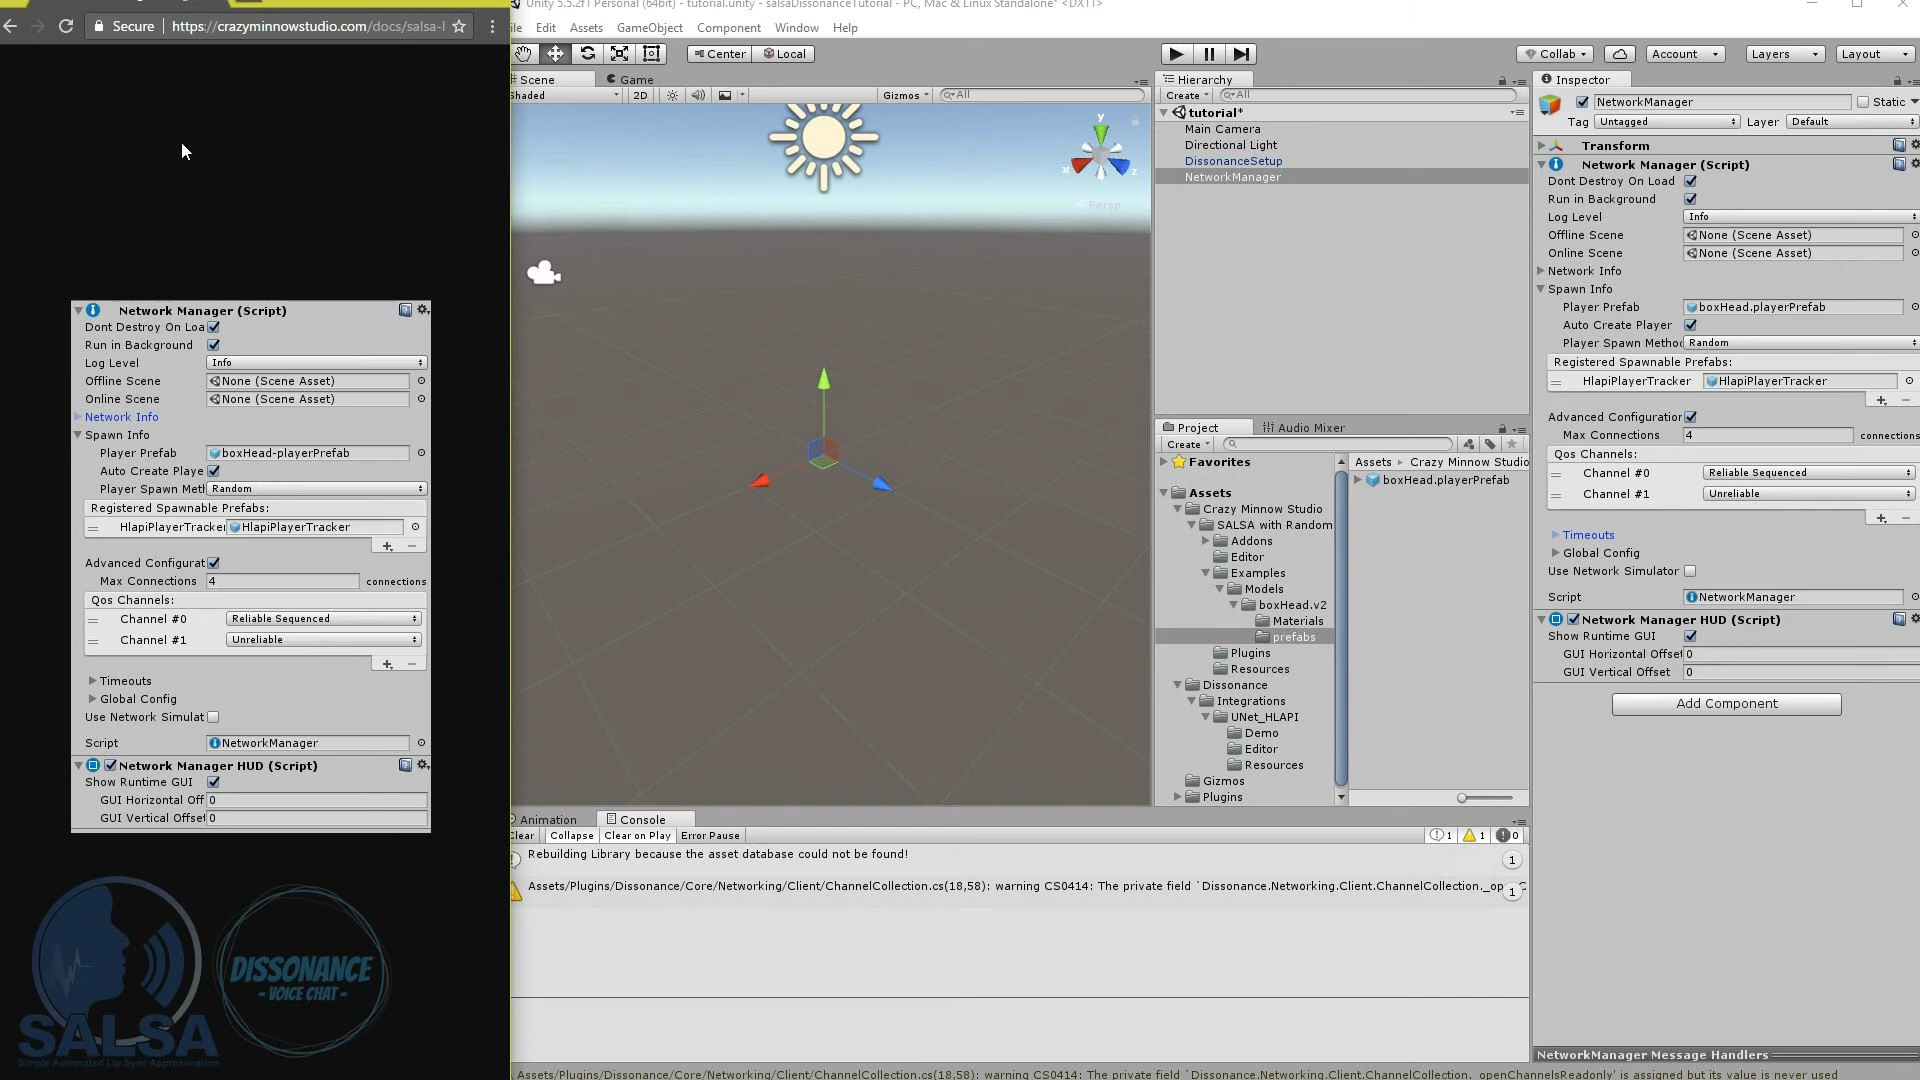 Secure
https://crazyminnowstudio.com/docs/salsa-l
Unity 5.5.2f1 Personal (64bit) - tutorial.unity - salsaDissonanceTutorial - PC, Mac & Linux Standalone* <DX11>
Edit
Assets
GameObject
Component
Window
Help
Center
Local
Collab
Account
Layers
Layout
Scene
Game
Shaded
2D
Gizmos
All
y
x
z
Persp
Hierarchy
Create
All
tutorial*
Main Camera
Directional Light
DissonanceSetup
NetworkManager
Inspector
NetworkManager
Static
Tag
Untagged
Layer
Default
Transform
Network Manager (Script)
Dont Destroy On Load
Run in Background
Log Level
Info
Offline Scene
None (Scene Asset)
Online Scene
None (Scene Asset)
Network Info
Spawn Info
Player Prefab
boxHead.playerPrefab
Auto Create Player
Player Spawn Method
Random
Registered Spawnable Prefabs:
HlapiPlayerTracker
HlapiPlayerTracker
Advanced Configuration
Max Connections
4
connections
Qos Channels:
Channel #0
Reliable Sequenced
Channel #1
Unreliable
Timeouts
Global Config
Use Network Simulator
Script
NetworkManager
Network Manager HUD (Script)
Show Runtime GUI
GUI Horizontal Offset
0
GUI Vertical Offset
0
Add Component
NetworkManager Message Handlers
Network Manager (Script)
Dont Destroy On Loa
Run in Background
Log Level
Info
Offline Scene
None (Scene Asset)
Online Scene
None (Scene Asset)
Network Info
Spawn Info
Player Prefab
boxHead-playerPrefab
Auto Create Playe
Player Spawn Met
Random
Registered Spawnable Prefabs:
HlapiPlayerTracker
HlapiPlayerTracker
Advanced Configurat
Max Connections
4
connections
Qos Channels:
Channel #0
Reliable Sequenced
Channel #1
Unreliable
Timeouts
Global Config
Use Network Simulat
Script
NetworkManager
Network Manager HUD (Script)
Show Runtime GUI
GUI Horizontal Off
0
GUI Vertical Offset
0
SALSA
Simple Automated Lip Sync Approximation
DISSONANCE
- VOICE CHAT -
Project
Audio Mixer
Create
Favorites
Assets
Crazy Minnow Studio
SALSA with Random
Addons
Editor
Examples
Models
boxHead.v2
Materials
prefabs
Plugins
Resources
Dissonance
Integrations
UNet_HLAPI
Demo
Editor
Resources
Gizmos
Plugins
Assets
Crazy Minnow Studio
boxHead.playerPrefab
Animation
Console
Clear
Collapse
Clear on Play
Error Pause
1
1
0
Rebuilding Library because the asset database could not be found!
1
Assets/Plugins/Dissonance/Core/Networking/Client/ChannelCollection.cs(18,58): warning CS0414: The private field `Dissonance.Networking.Client.ChannelCollection._op
1
Assets/Plugins/Dissonance/Core/Networking/Client/ChannelCollection.cs(18,58): warning CS0414: The private field `Dissonance.Networking.Client.ChannelCollection._openChannelsReadonly' is assigned but its value is never used